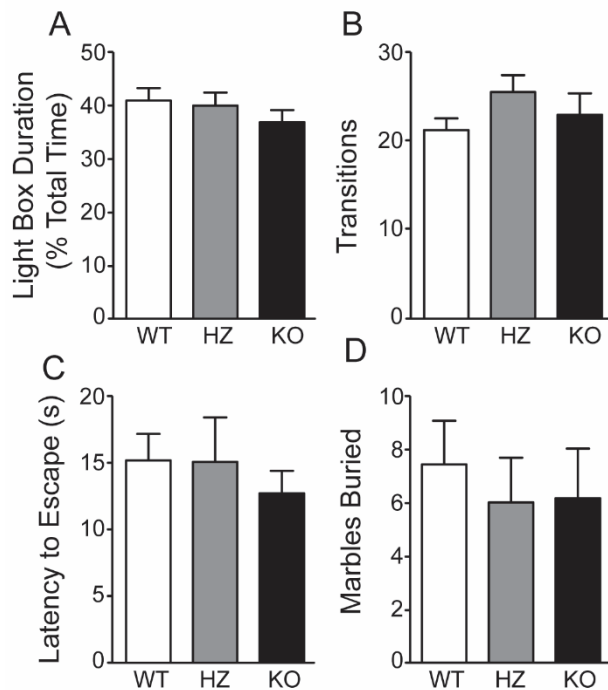 A
Light Box Duration
(% Total Time)
50
40
30
20
10
0
WT HZ KO
B
Transitions
30
20
10
0
WT HZ KO
C
Latency to Escape (s)
20
15
10
5
0
WT HZ KO
D
Marbles Buried
10
8
6
4
2
0
WT HZ KO